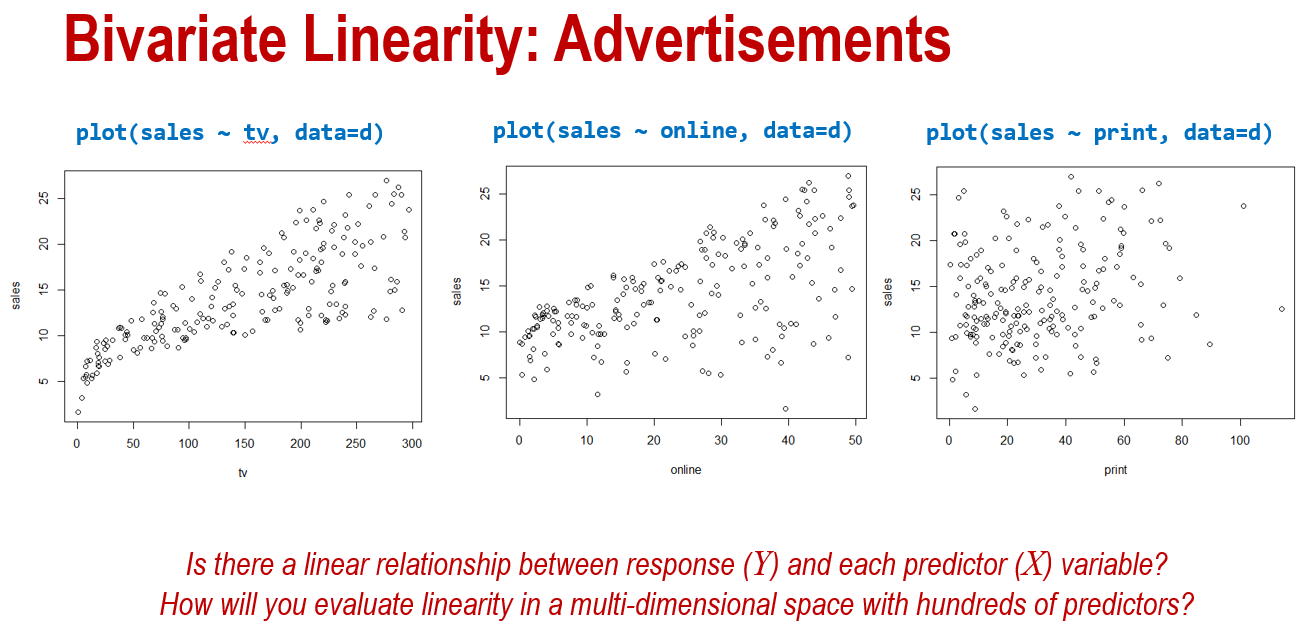 Bivariate Linearity: Advertisements
plot(sales ~ tv, data=d)
plot(sales ~ online, data=d)
plot(sales ~ print, data=d)
sales
25
20
15
10
5
0 50 100 150 200 250 300
tv
sales
25
20
15
10
5
0 10 20 30 40 50
online
sales
25
20
15
10
5
0 20 40 60 80 100
print
Is there a linear relationship between response (Y) and each predictor (X) variable?
How will you evaluate linearity in a multi-dimensional space with hundreds of predictors?